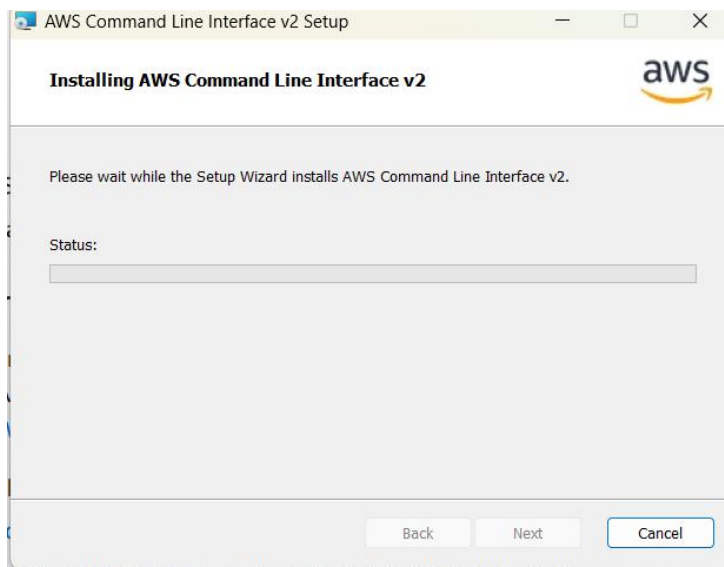 AWS Command Line Interface v2 Setup
Installing AWS Command Line Interface v2
aws
Please wait while the Setup Wizard installs AWS Command Line Interface v2.
Status:
Back
Next
Cancel